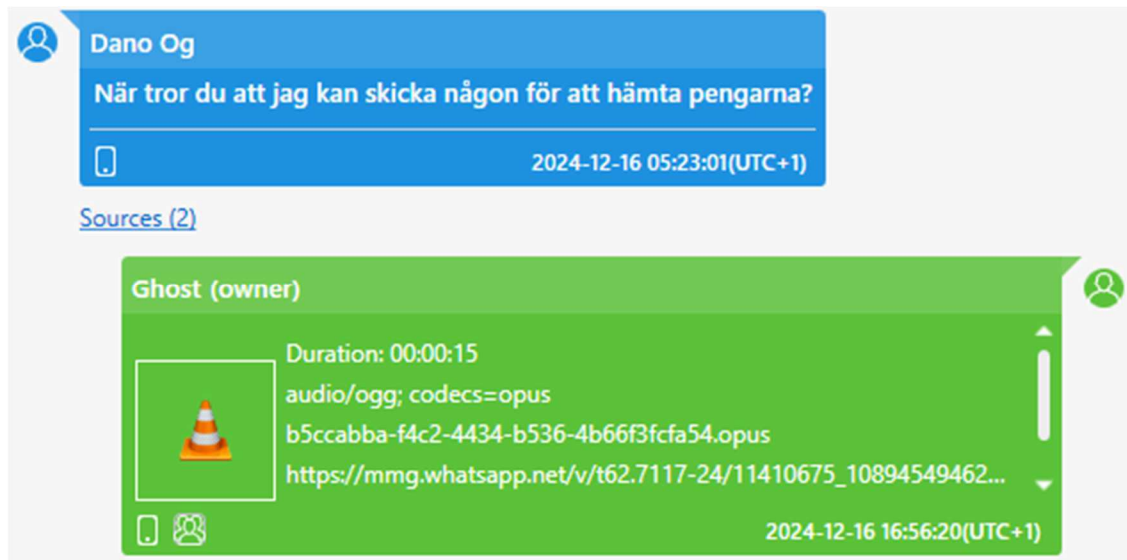 Dano Og
När tror du att jag kan skicka någon för att hämta pengarna?
2024-12-16 05:23:01(UTC+1)
Sources (2)
Ghost (owner)
Duration: 00:00:15
audio/ogg; codecs=opus
b5ccabba-f4c2-4434-b536-4b66f3fcfa54.opus
https://mmg.whatsapp.net/v/t62.7117-24/11410675_10894549462...
2024-12-16 16:56:20(UTC+1)